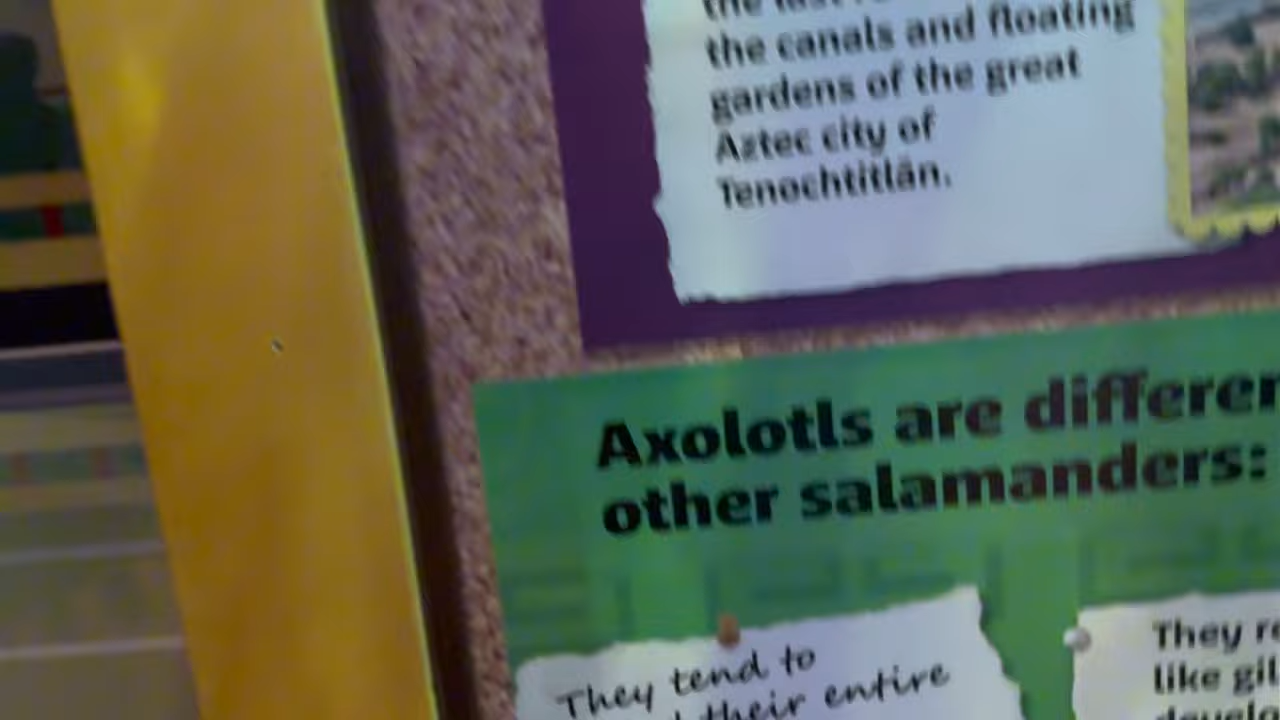 the canals and floating
gardens of the great
Aztec city of
Tenochtitlán.
Axolotls are differen
other salamanders:
They tend to
their entire
They re
like gil